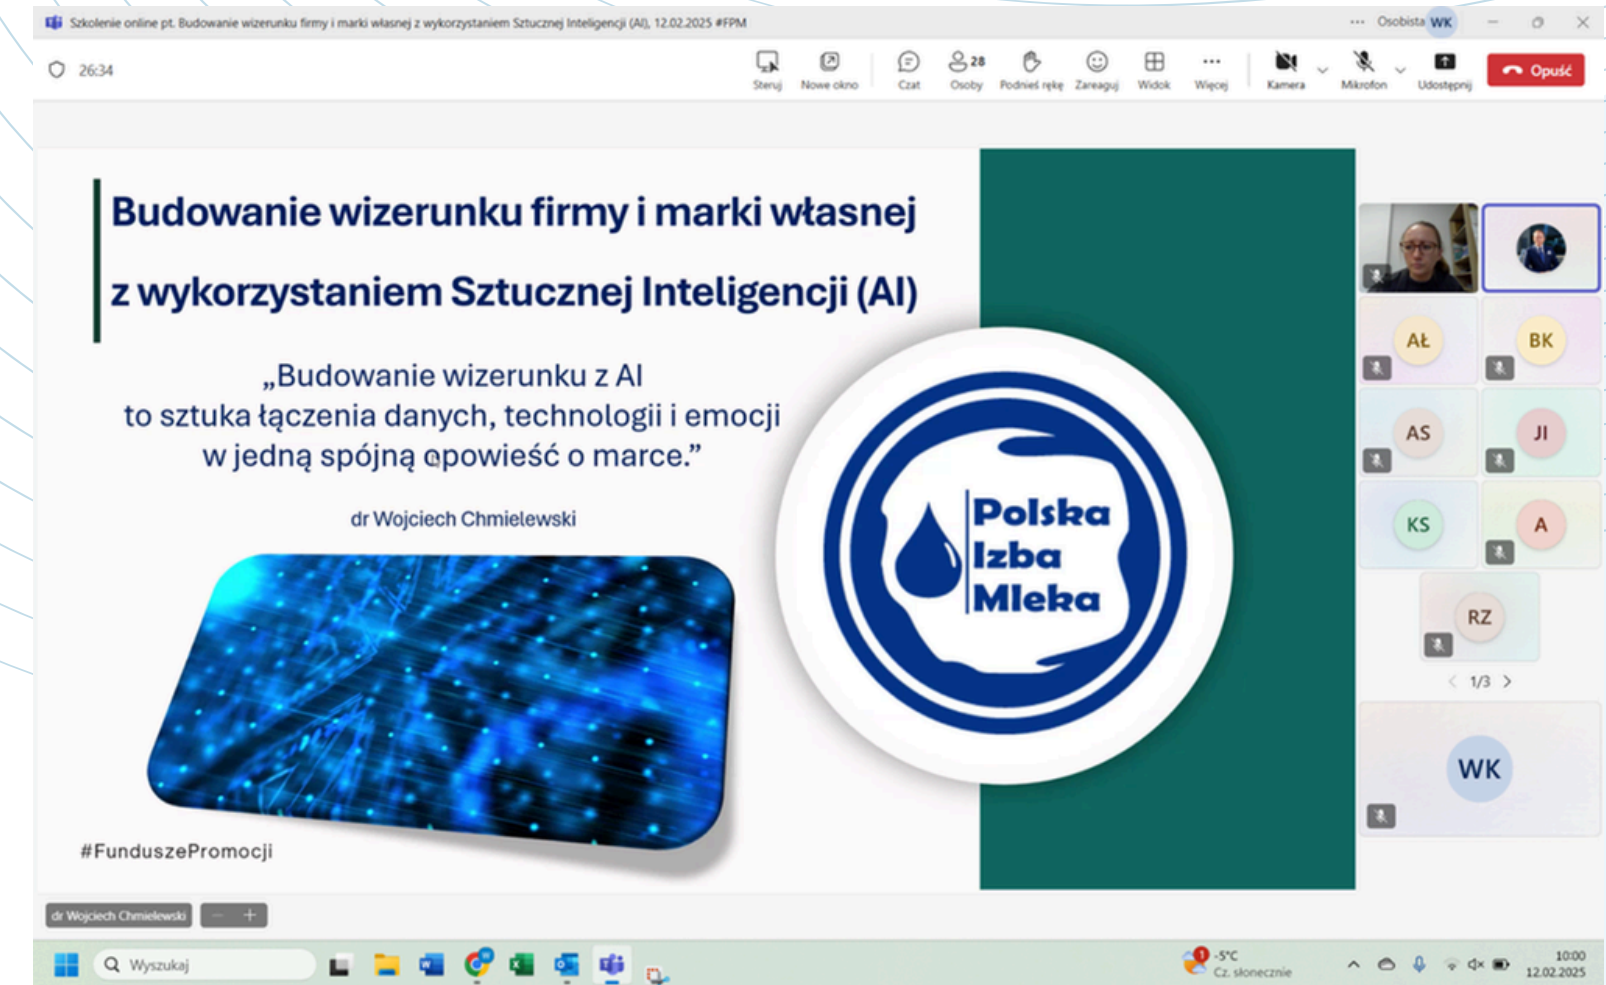 Szkolenie online pt. Budowanie wizerunku firmy i marki własnej z wykorzystaniem Sztucznej Inteligencji (AI), 12.02.2025 #FPM
Osobista WK
26:34
28
Steruj Nowe okno Czat Osoby Podnieś rękę Zareaguj Widok Więcej Kamera Mikrofon Udostępnij Opuść
Budowanie wizerunku firmy i marki własnej
z wykorzystaniem Sztucznej Inteligencji (AI)
„Budowanie wizerunku z AI
to sztuka łączenia danych, technologii i emocji
w jedną spójną opowieść o marce.”
dr Wojciech Chmielewski
Polska
Izba
Mleka
#FunduszePromocji
AŁ BK
AS JI
KS A
RZ
1/3
WK
dr Wojciech Chmielewski
Wyszukaj
1
-5°C
Cz. słonecznie
10:00
12.02.2025